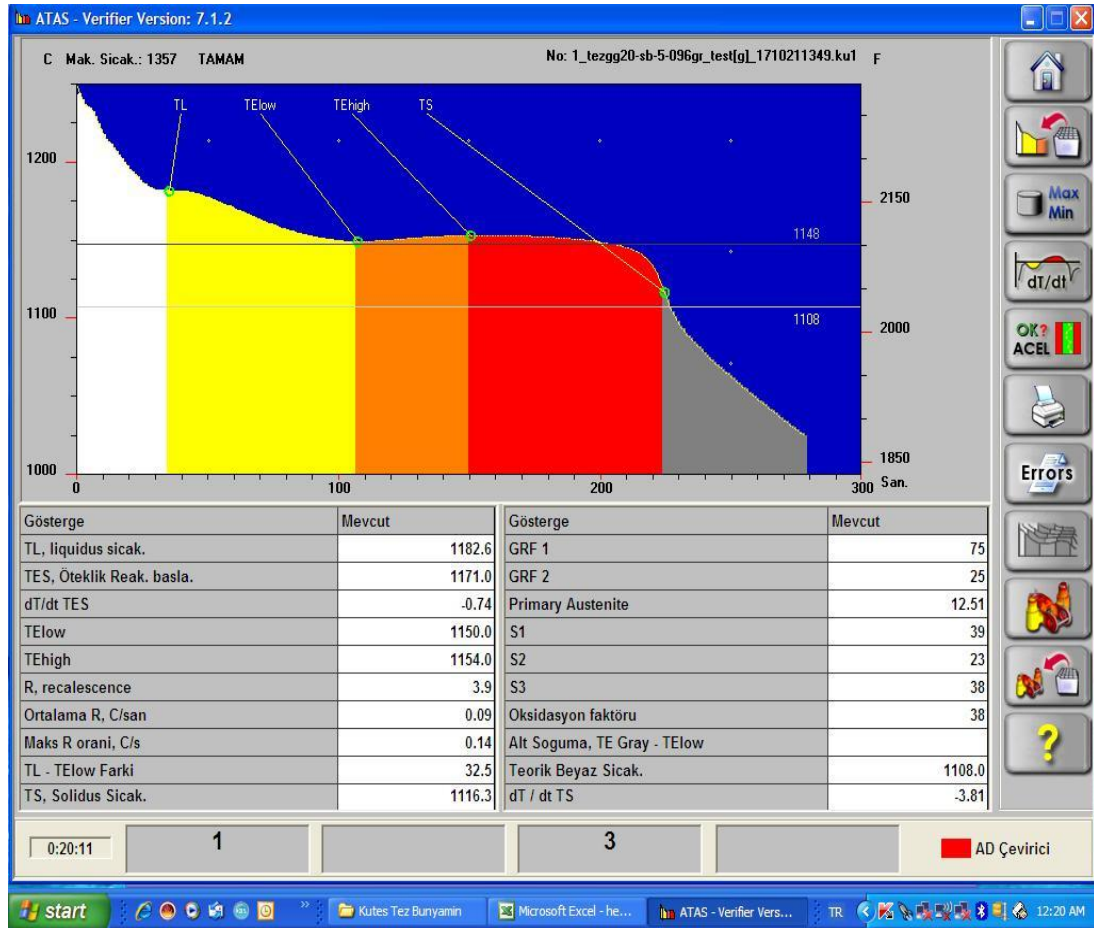 ATAS - Verifier Version: 7.1.2
C Mak. Sicak.: 1357 TAMAM No: 1_tezgg20-sb-5-096gr_test[g]_1710211349.ku1 F
TL TElow TEhigh TS
1200
2150
1148
1100
1108
2000
1000
1850
0 100 200 300 San.
Max
Min
dT/dt
OK?
ACEL
Errors
?
Gösterge Mevcut Gösterge Mevcut
TL, liquidus sicak. 1182.6 GRF 1 75
TES, Öteklik Reak. basla. 1171.0 GRF 2 25
dT/dt TES -0.74 Primary Austenite 12.51
TElow 1150.0 S1 39
TEhigh 1154.0 S2 23
R, recalescence 3.9 S3 38
Ortalama R, C/san 0.09 Oksidasyon faktöru 38
Maks R orani, C/s 0.14 Alt Soguma, TE Gray - TElow
TL - TElow Farki 32.5 Teorik Beyaz Sicak. 1108.0
TS, Solidus Sicak. 1116.3 dT / dt TS -3.81
0:20:11 1 3 AD Çevirici
start Kutes Tez Bunyamin Microsoft Excel - he... ATAS - Verifier Vers... TR 12:20 AM